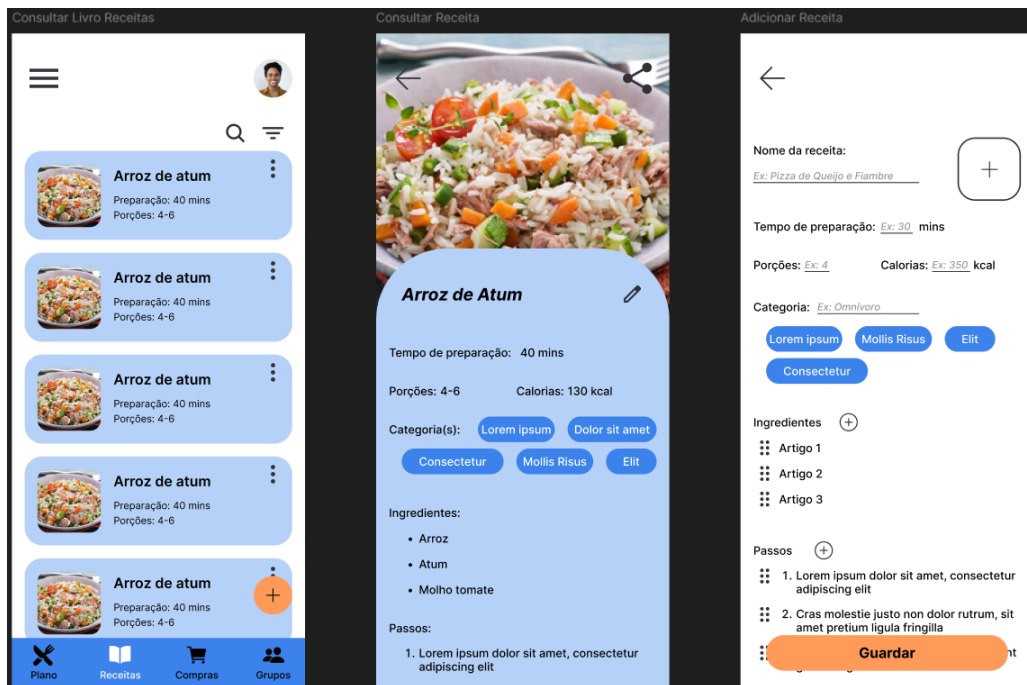 Consultar Livro Receitas
Arroz de atum
Preparação: 40 mins
Porções: 4-6
Arroz de atum
Preparação: 40 mins
Porções: 4-6
Arroz de atum
Preparação: 40 mins
Porções: 4-6
Arroz de atum
Preparação: 40 mins
Porções: 4-6
Arroz de atum
Preparação: 40 mins
Porções: 4-6
Plano Receitas Compras Grupos
Consultar Receita
Arroz de Atum
Tempo de preparação: 40 mins
Porções: 4-6 Calorias: 130 kcal
Categoria(s): Lorem ipsum Dolor sit amet
Consectetur Mollis Risus Elit
Ingredientes:
• Arroz
• Atum
• Molho tomate
Passos:
1. Lorem ipsum dolor sit amet, consectetur
adipiscing elit
Adicionar Receita
Nome da receita:
Ex: Pizza de Queijo e Fiambre
Tempo de preparação: Ex: 30 mins
Porções: Ex: 4 Calorias: Ex: 350 kcal
Categoria: Ex: Omnívoro
Lorem ipsum Mollis Risus Elit
Consectetur
Ingredientes
Artigo 1
Artigo 2
Artigo 3
Passos
1. Lorem ipsum dolor sit amet, consectetur
adipiscing elit
2. Cras molestie justo non dolor rutrum, sit
amet pretium ligula fringilla
Guardar